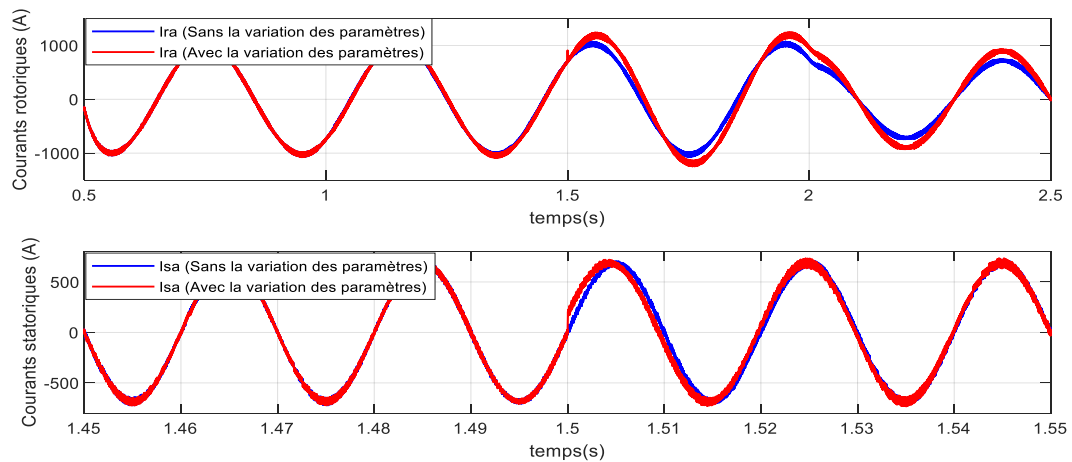 Courants rotoriques (A)
1000
0
-1000
Ira (Sans la variation des paramètres)
Ira (Avec la variation des paramètres)
0.5
1
1.5
2
2.5
temps(s)
Courants statoriques (A)
500
0
-500
Isa (Sans la variation des paramètres)
Isa (Avec la variation des paramètres)
1.45
1.46
1.47
1.48
1.49
1.5
1.51
1.52
1.53
1.54
1.55
temps(s)